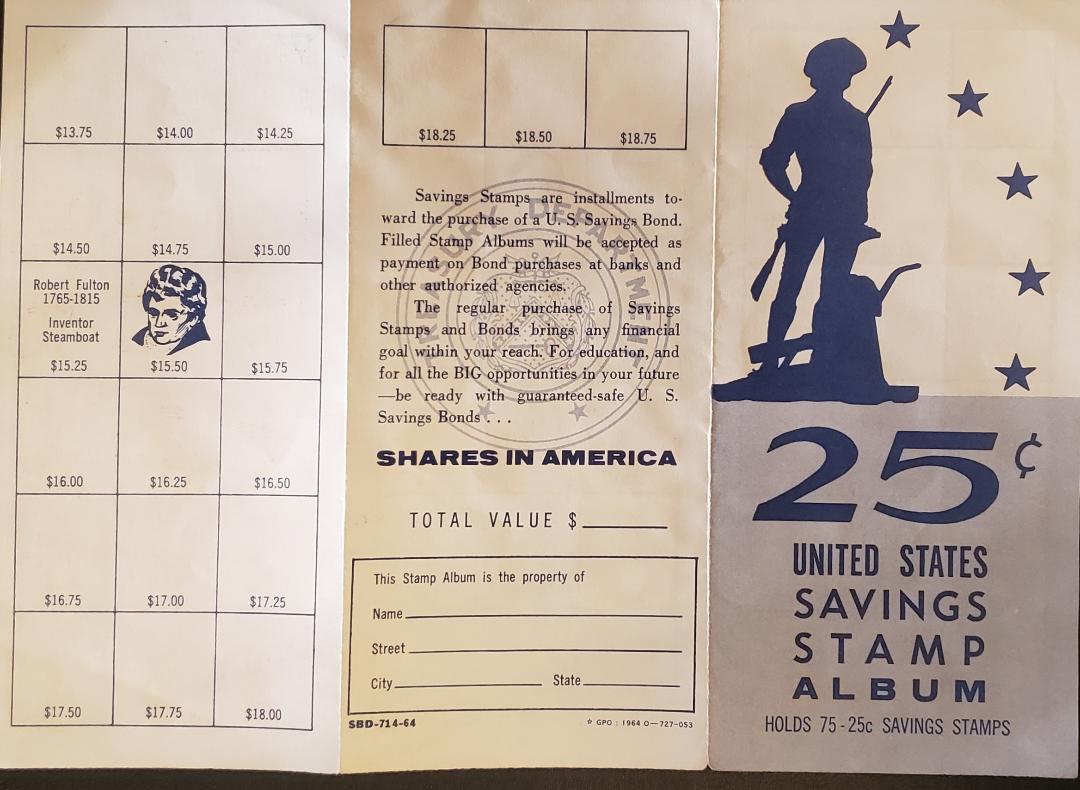 $13.75 $14.00 $14.25
$14.50 $14.75 $15.00
Robert Fulton
1765-1815
Inventor
Steamboat
$15.25 $15.50 $15.75
$16.00 $16.25 $16.50
$16.75 $17.00 $17.25
$17.50 $17.75 $18.00
$18.25 $18.50 $18.75
TREASURY DEPARTMENT
Savings Stamps are installments to-
ward the purchase of a U. S. Savings Bond.
Filled Stamp Albums will be accepted as
payment on Bond purchases at banks and
other authorized agencies.
The regular purchase of Savings
Stamps and Bonds brings any financial
goal within your reach. For education, and
for all the BIG opportunities in your future
—be ready with guaranteed-safe U. S.
Savings Bonds . . .
SHARES IN AMERICA
TOTAL VALUE $
This Stamp Album is the property of
Name
Street
City State
SBD-714-64
☆ GPO : 1964 O—727-053
25¢
UNITED STATES
SAVINGS
STAMP
ALBUM
HOLDS 75 - 25c SAVINGS STAMPS